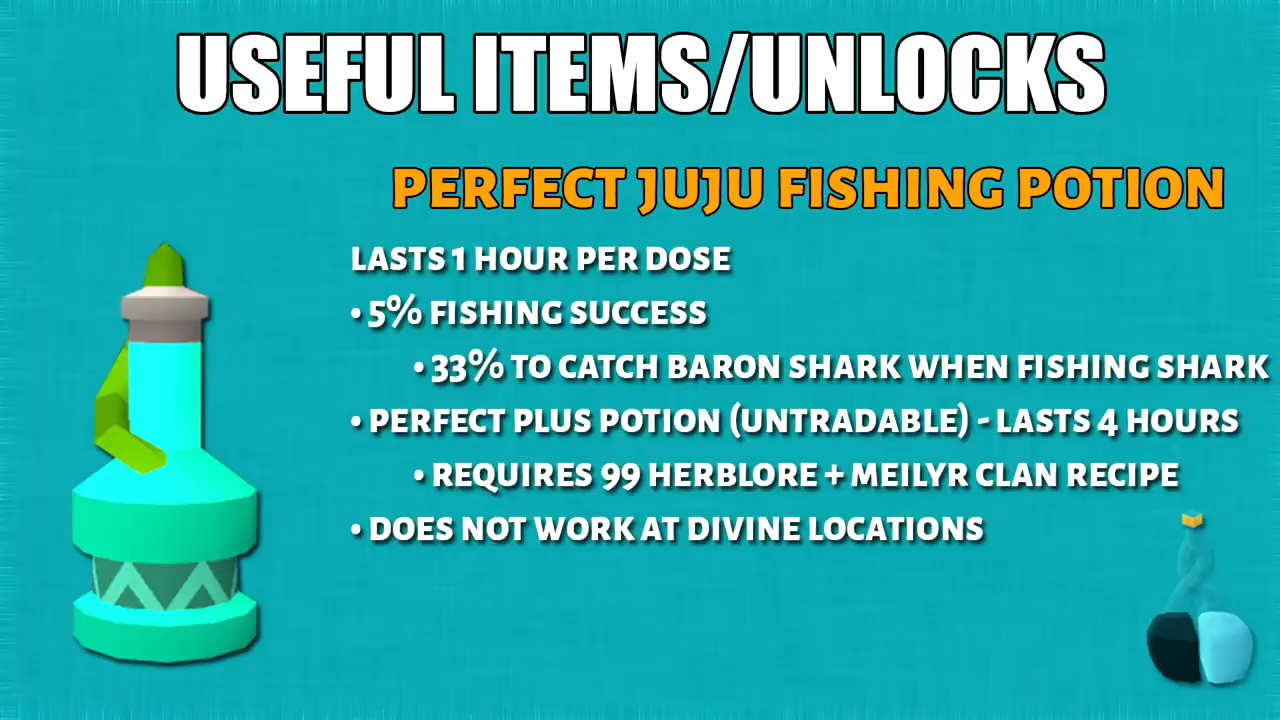 USEFUL ITEMS/UNLOCKS
PERFECT JUJU FISHING POTION
LASTS 1 HOUR PER DOSE
• 5% FISHING SUCCESS
• 33% TO CATCH BARON SHARK WHEN FISHING SHARK
• PERFECT PLUS POTION (UNTRADABLE) - LASTS 4 HOURS
• REQUIRES 99 HERBLORE + MEILYR CLAN RECIPE
• DOES NOT WORK AT DIVINE LOCATIONS